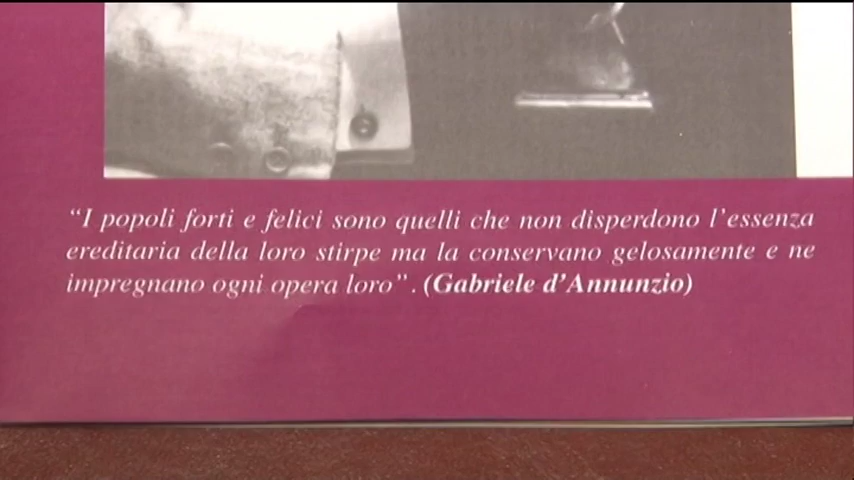 “I popoli forti e felici sono quelli che non disperdono l’essenza
ereditaria della loro stirpe ma la conservano gelosamente e ne
impregnano ogni opera loro”. (Gabriele d’Annunzio)